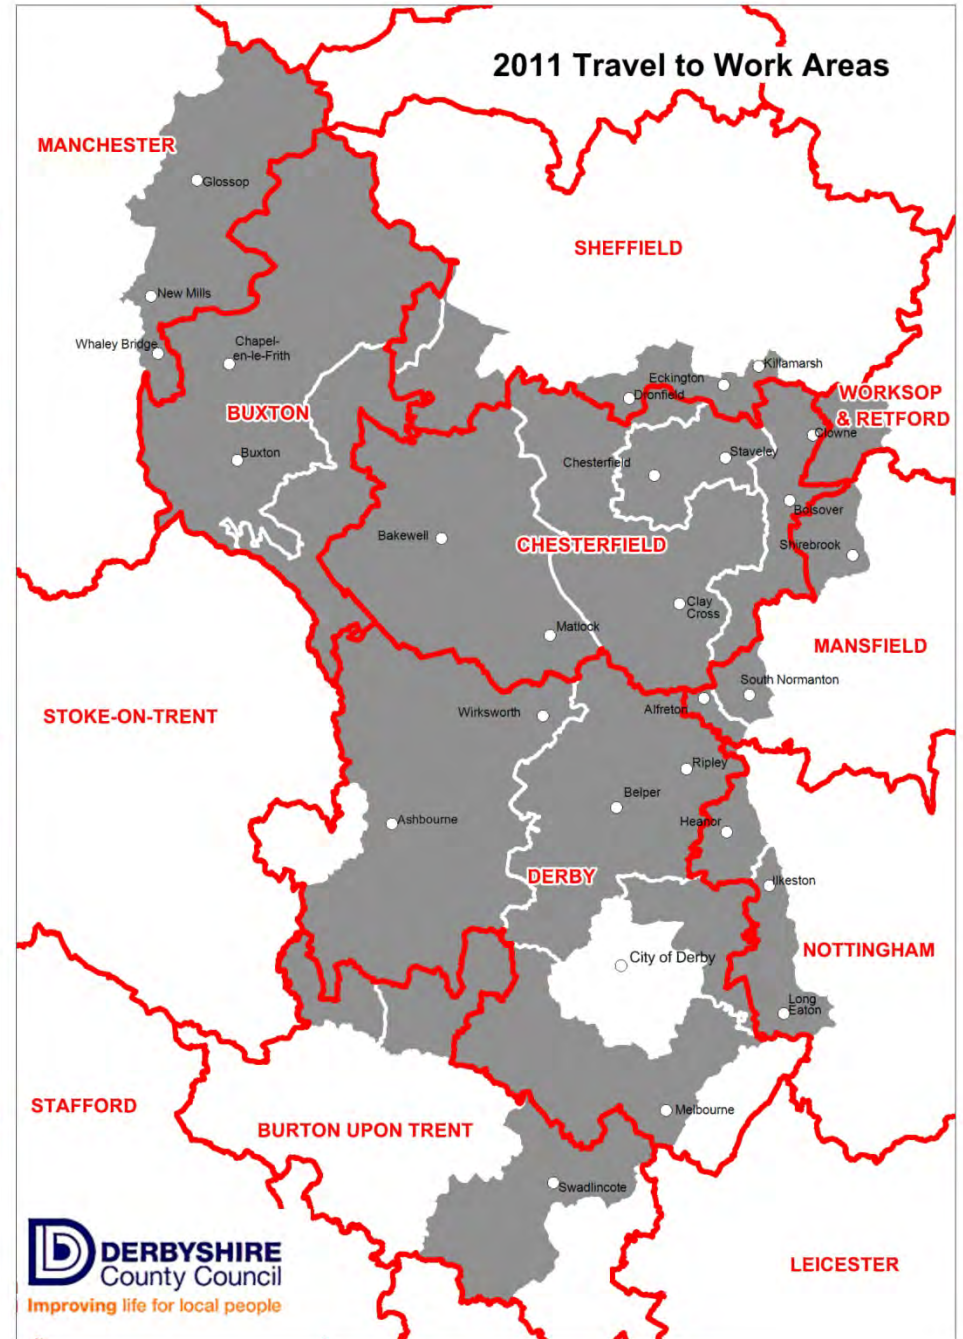 2011 Travel to Work Areas
MANCHESTER
Glossop
SHEFFIELD
New Mills
Whaley Bridge
Chapel-
en-le-Frith
Killamarsh
Eckington
Dronfield
WORKSOP
& RETFORD
BUXTON
Clowne
Buxton
Chesterfield
Staveley
Bolsover
Bakewell
CHESTERFIELD
Shirebrook
Clay
Cross
Matlock
MANSFIELD
South Normanton
STOKE-ON-TRENT
Wirksworth
Alfreton
Ripley
Belper
Ashbourne
Heanor
DERBY
Ilkeston
NOTTINGHAM
City of Derby
Long
Eaton
STAFFORD
Melbourne
BURTON UPON TRENT
Swadlincote
LEICESTER
DERBYSHIRE
County Council
Improving life for local people